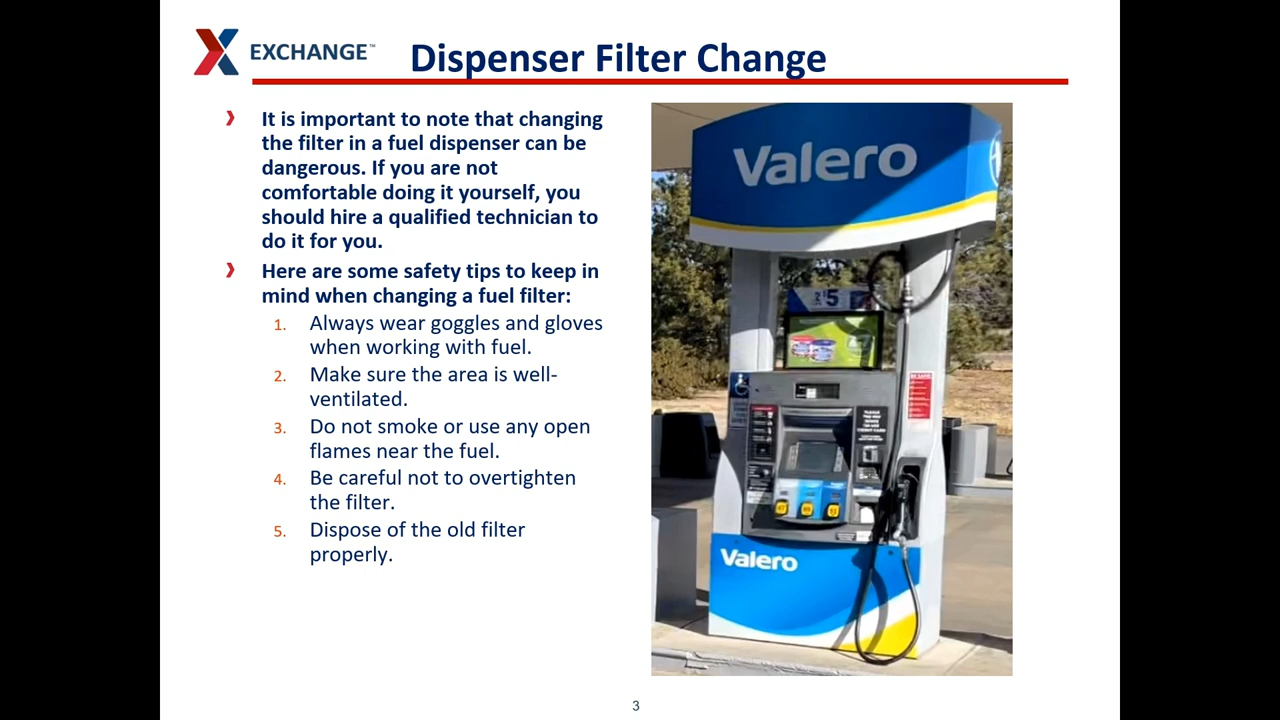 EXCHANGE™
Dispenser Filter Change
It is important to note that changing
the filter in a fuel dispenser can be
dangerous. If you are not
comfortable doing it yourself, you
should hire a qualified technician to
do it for you.
Here are some safety tips to keep in
mind when changing a fuel filter:
1. Always wear goggles and gloves
when working with fuel.
2. Make sure the area is well-
ventilated.
3. Do not smoke or use any open
flames near the fuel.
4. Be careful not to overtighten
the filter.
5. Dispose of the old filter
properly.
Valero
Valero
3